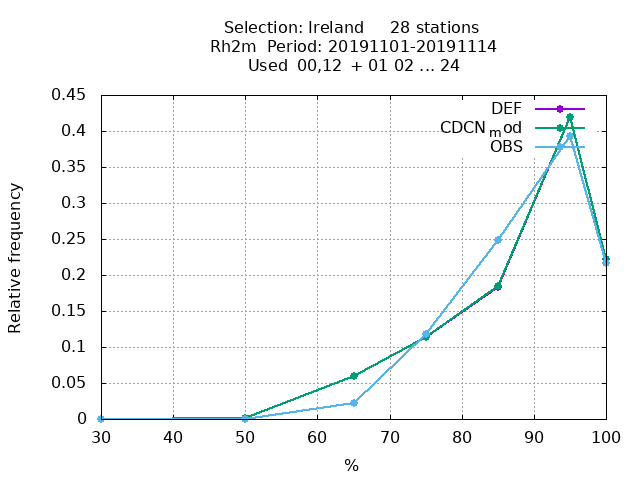 Selection: Ireland 28 stations
Rh2m Period: 20191101-20191114
Used 00,12 + 01 02 ... 24
DEF
CDCN_mod
OBS
0.45
0.4
0.35
0.3
0.25
0.2
0.15
0.1
0.05
0
Relative frequency
30 40 50 60 70 80 90 100
%